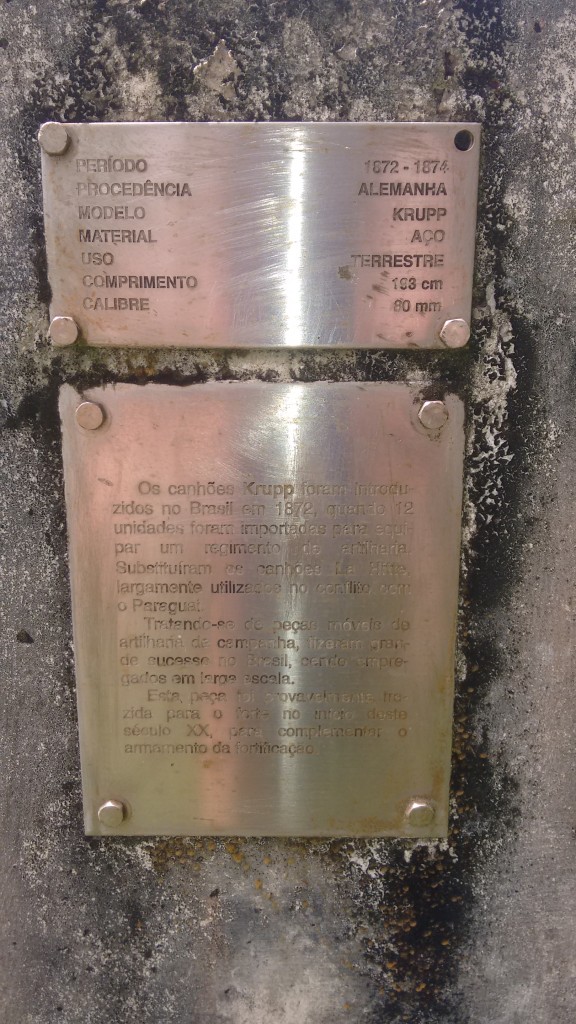 PERÍODO 1872 - 1874
PROCEDÊNCIA ALEMANHA
MODELO KRUPP
MATERIAL AÇO
USO TERRESTRE
COMPRIMENTO 193 cm
CALIBRE 80 mm
Os canhões Krupp foram introdu-
zidos no Brasil em 1872, quando 12
unidades foram importadas para equi-
par um regimento de artilharia.
Substituíram os canhões La Hitte,
largamente utilizados no conflito com
o Paraguai.
Tratando-se de peças móveis de
artilharia de campanha, fizeram gran-
de sucesso no Brasil, sendo empre-
gados em larga escala.
Esta peça foi provavelmente tra-
zida para o forte no início deste
século XX, para complementar o
armamento da fortificação.